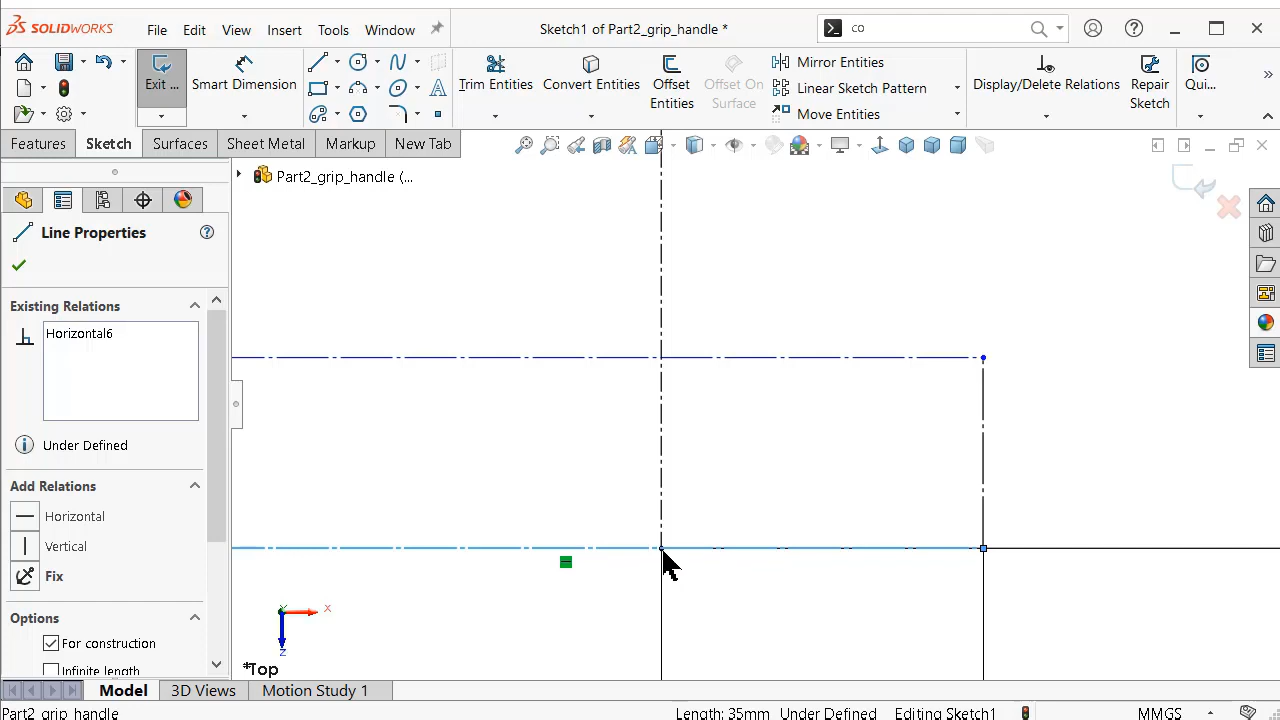 SOLIDWORKS
File Edit View Insert Tools Window
Sketch1 of Part2_grip_handle *
co
Exit ...
Smart Dimension
Trim Entities
Convert Entities
Offset Entities
Offset On Surface
Mirror Entities
Linear Sketch Pattern
Move Entities
Display/Delete Relations
Repair Sketch
Qui...
Features Sketch Surfaces Sheet Metal Markup New Tab
Part2_grip_handle (...
Line Properties
Existing Relations
Horizontal6
Under Defined
Add Relations
Horizontal
Vertical
Fix
Options
For construction
Infinite length
Y
X
Z
*Top
Model 3D Views Motion Study 1
Part2_grip_handle Length: 35mm Under Defined Editing Sketch1 MMGS